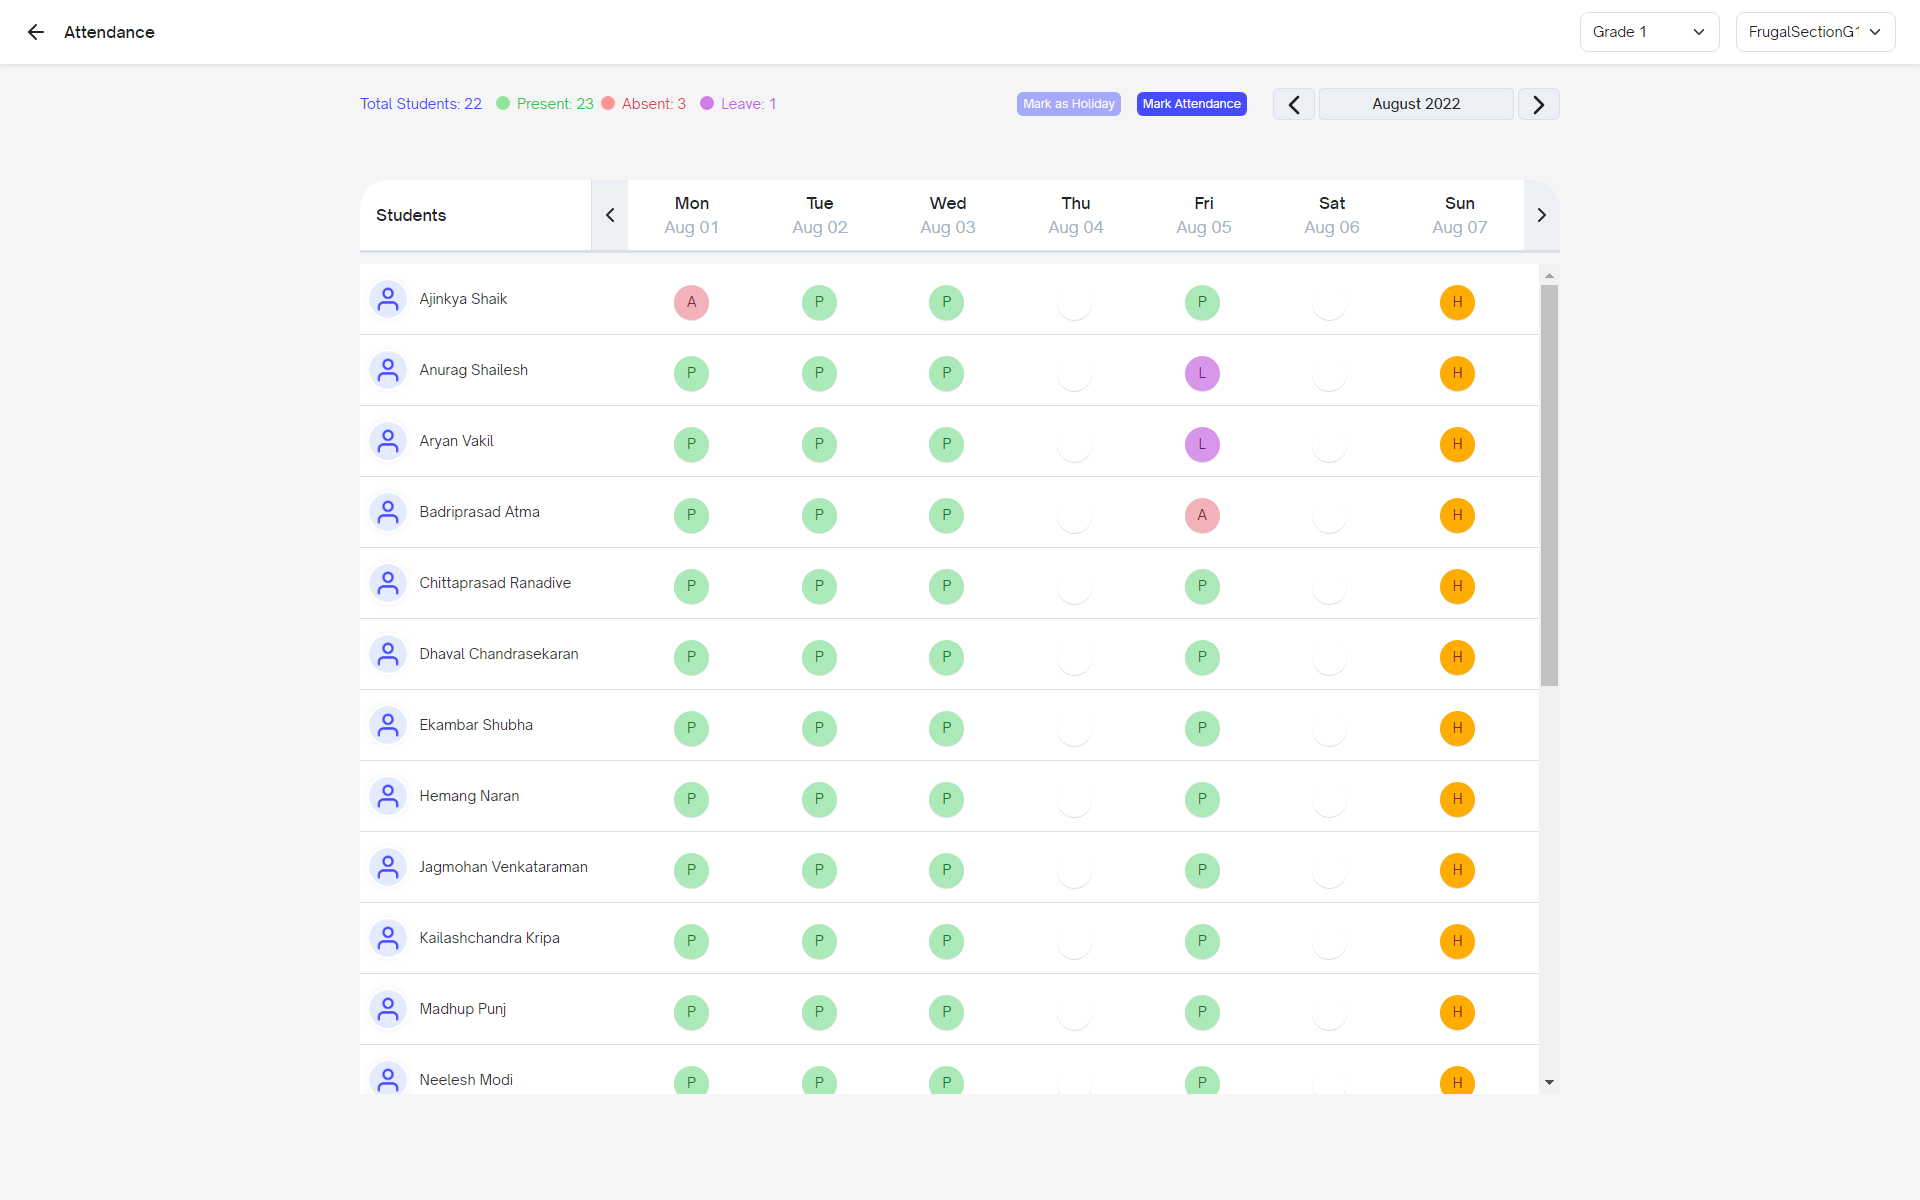 Attendance
Grade 1
FrugalSectionG1
Total Students: 22 Present: 23 Absent: 3 Leave: 1
Mark as Holiday Mark Attendance August 2022
Students Mon Tue Wed Thu Fri Sat Sun
Aug 01 Aug 02 Aug 03 Aug 04 Aug 05 Aug 06 Aug 07
Ajinkya Shaik A P P P H
Anurag Shailesh P P P L H
Aryan Vakil P P P L H
Badriprasad Atma P P P A H
Chittaprasad Ranadive P P P P H
Dhaval Chandrasekaran P P P P H
Ekambar Shubha P P P P H
Hemang Naran P P P P H
Jagmohan Venkataraman P P P P H
Kailashchandra Kripa P P P P H
Madhup Punj P P P P H
Neelesh Modi P P P P H